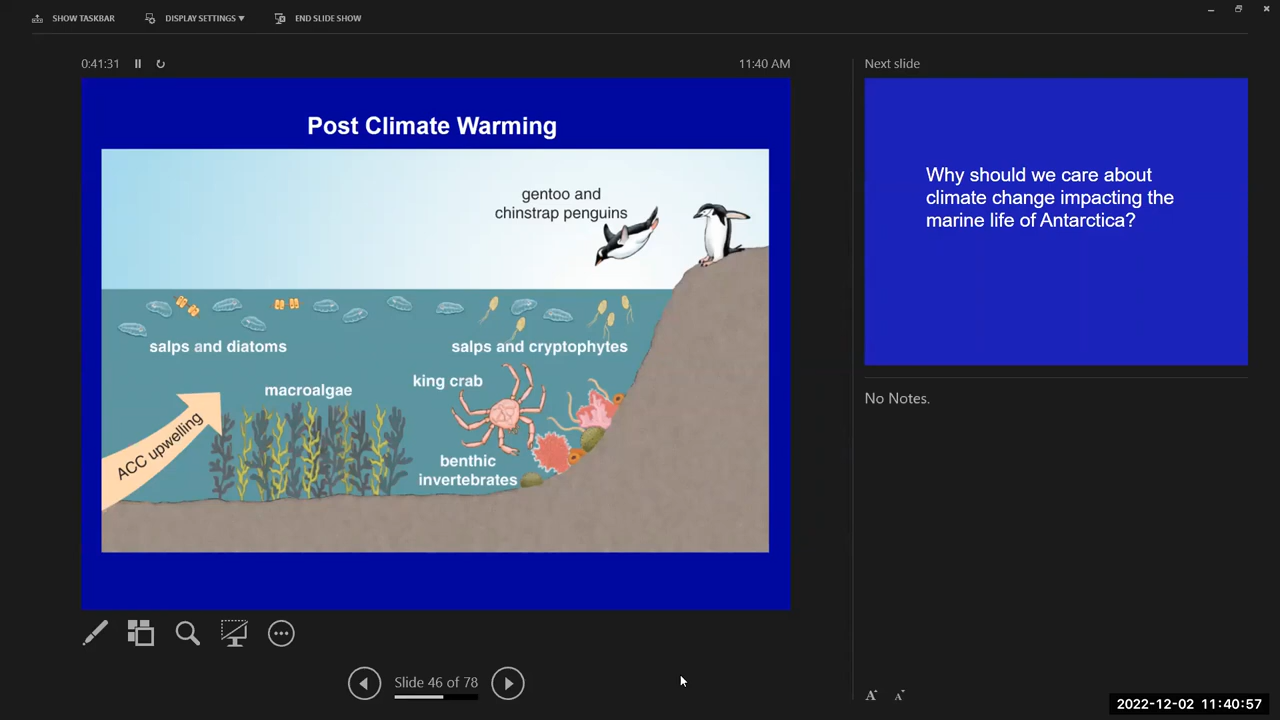 SHOW TASKBAR
DISPLAY SETTINGS ▼
END SLIDE SHOW
0:41:31
11:40 AM
Next slide
Post Climate Warming
gentoo and
chinstrap penguins
salps and diatoms
salps and cryptophytes
king crab
macroalgae
ACC upwelling
benthic
invertebrates
Why should we care about
climate change impacting the
marine life of Antarctica?
No Notes.
Slide 46 of 78
A A
2022-12-02 11:40:57